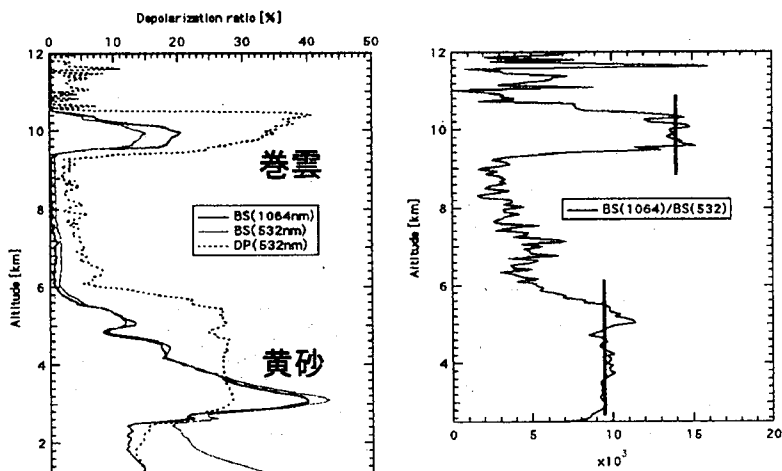 Depolarization ratio [%]
0 10 20 30 40 50
12
10
8
6
4
2
Altitude [km]
巻雲
BS(1064nm)
BS(532nm)
DP(532nm)
黄砂
12
10
8
6
4
Altitude [km]
BS(1064)/BS(532)
0 5 10 15 20
x10³